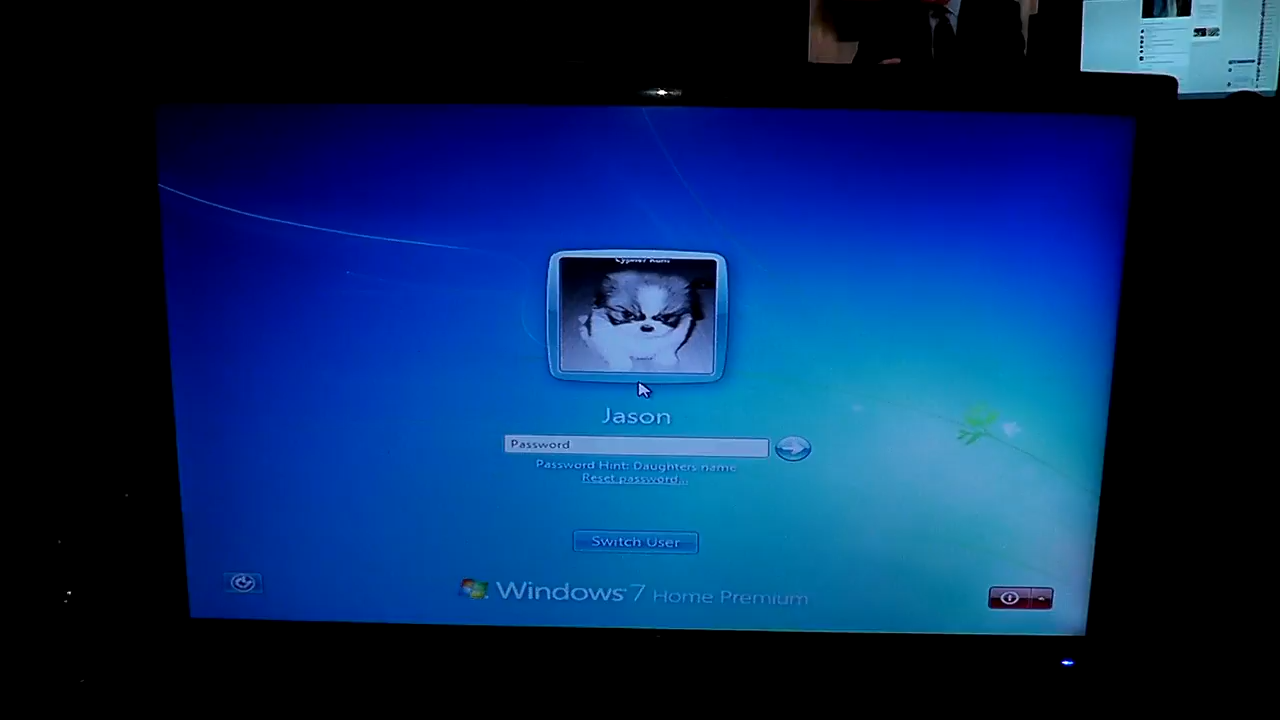 Jason
Password
Password Hint: Daughters name
Reset password...
Switch User
Windows 7 Home Premium